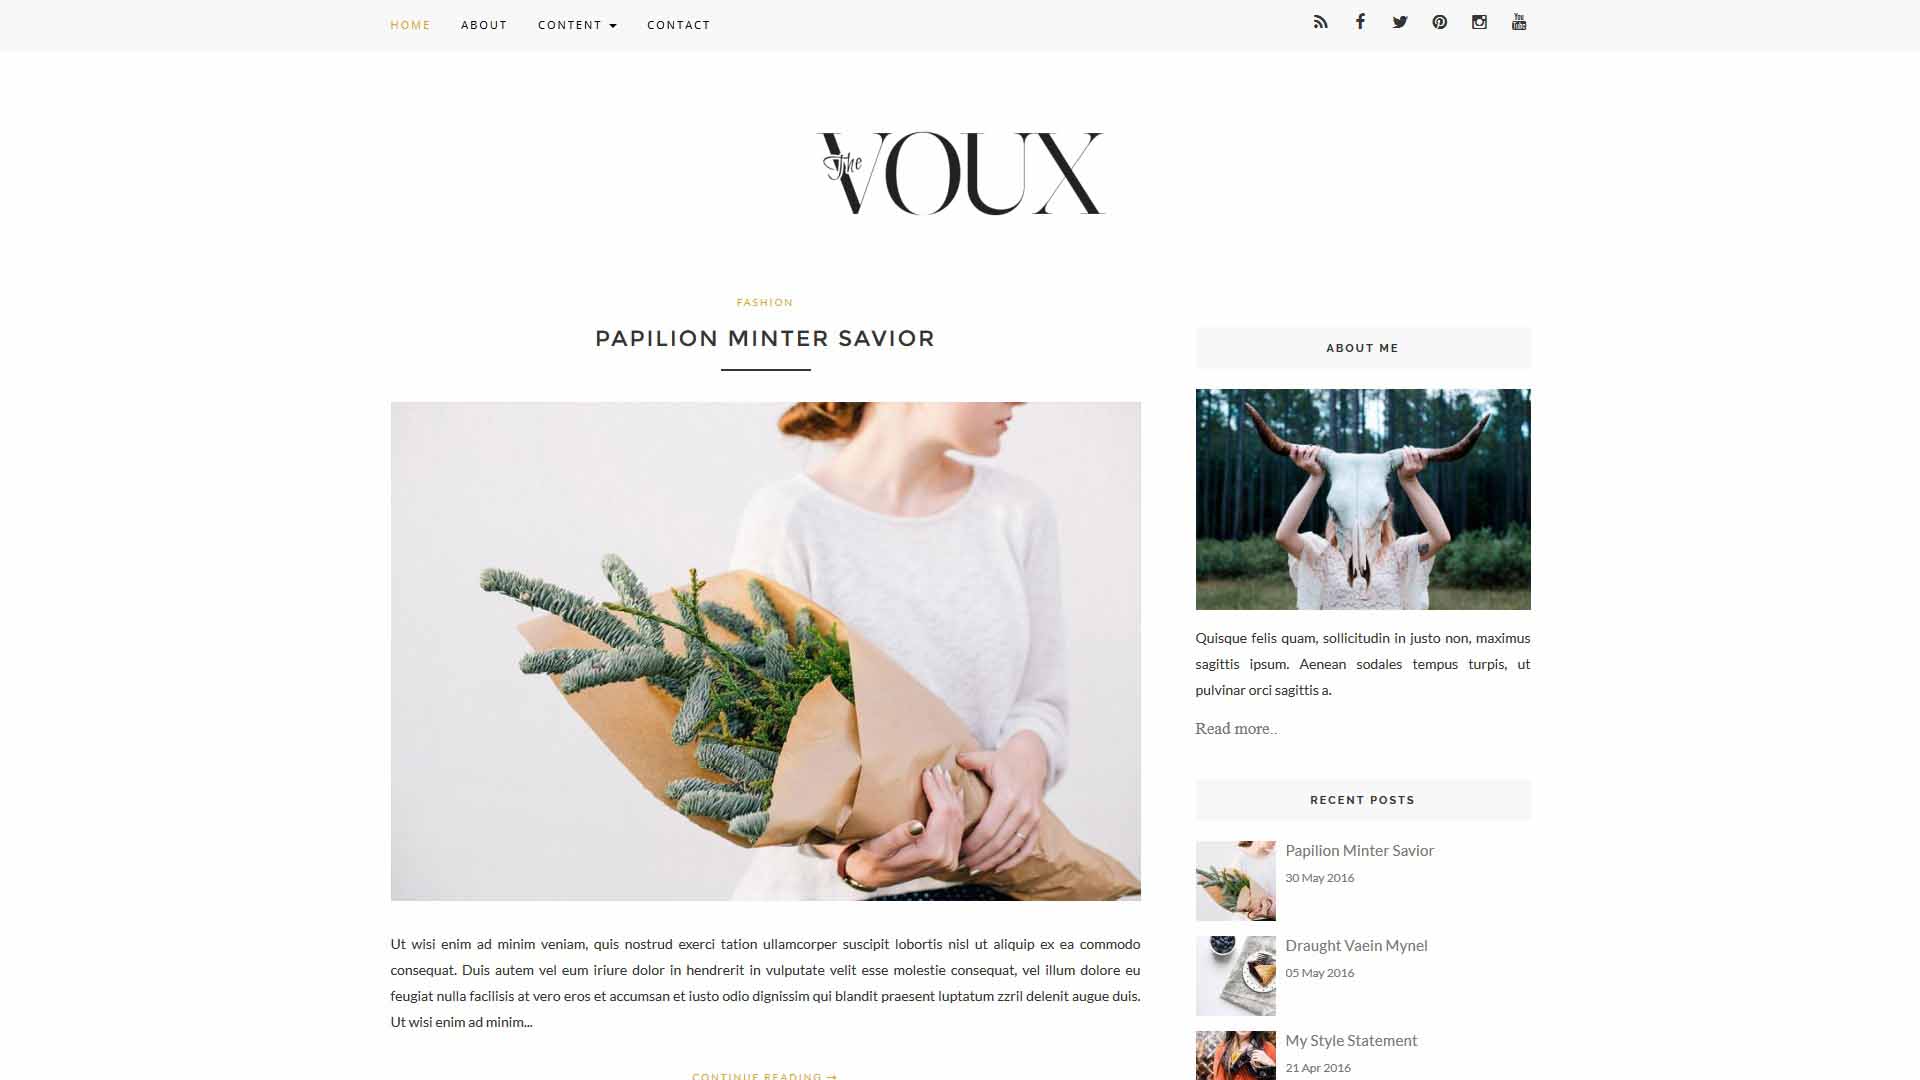 HOME ABOUT CONTENT CONTACT
You
Tube
The
VOUX
FASHION
PAPILION MINTER SAVIOR
Ut wisi enim ad minim veniam, quis nostrud exerci tation ullamcorper suscipit lobortis nisl ut aliquip ex ea commodo
consequat. Duis autem vel eum iriure dolor in hendrerit in vulputate velit esse molestie consequat, vel illum dolore eu
feugiat nulla facilisis at vero eros et accumsan et iusto odio dignissim qui blandit praesent luptatum zzril delenit augue duis.
Ut wisi enim ad minim...
CONTINUE READING →
ABOUT ME
Quisque felis quam, sollicitudin in justo non, maximus
sagittis ipsum. Aenean sodales tempus turpis, ut
pulvinar orci sagittis a.
Read more..
RECENT POSTS
Papilion Minter Savior
30 May 2016
Draught Vaein Mynel
05 May 2016
My Style Statement
21 Apr 2016